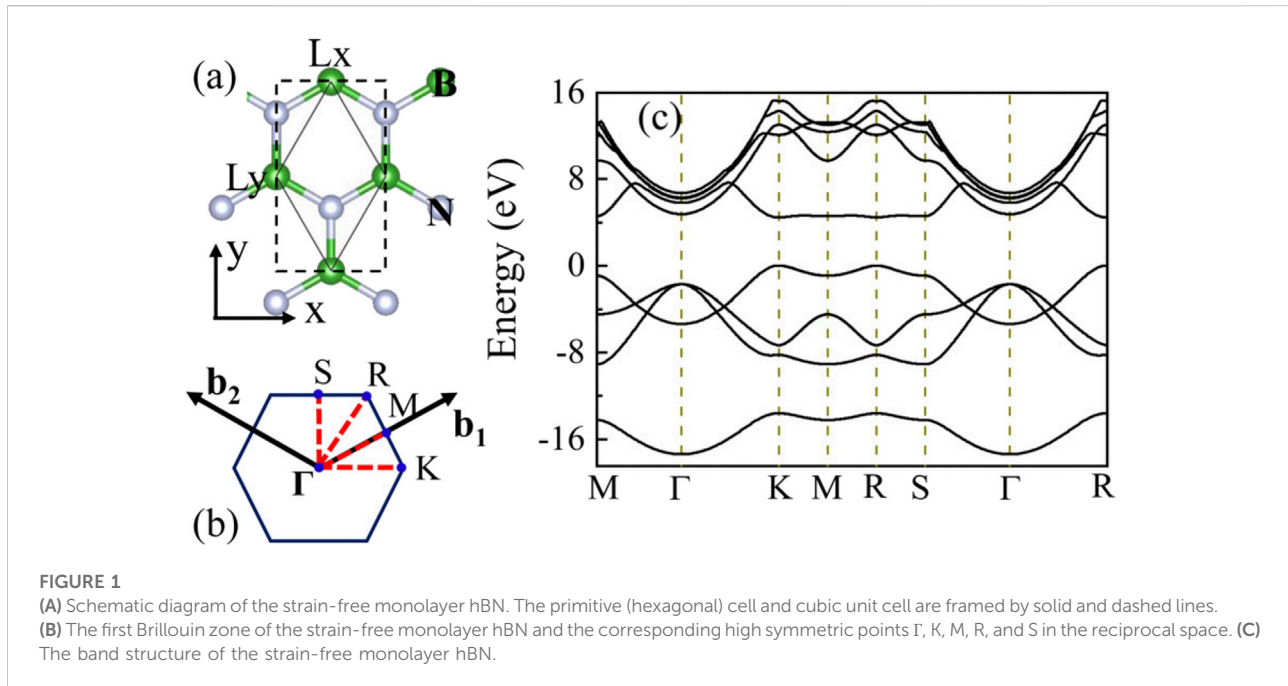 (a)
Lx
B
Ly
N
y
x
(b)
b2
S
R
M
b1
Γ
K
(c)
Energy (eV)
16
8
0
-8
-16
M Γ K M R S Γ R
FIGURE 1
(A) Schematic diagram of the strain-free monolayer hBN. The primitive (hexagonal) cell and cubic unit cell are framed by solid and dashed lines.
(B) The first Brillouin zone of the strain-free monolayer hBN and the corresponding high symmetric points Γ, K, M, R, and S in the reciprocal space. (C)
The band structure of the strain-free monolayer hBN.